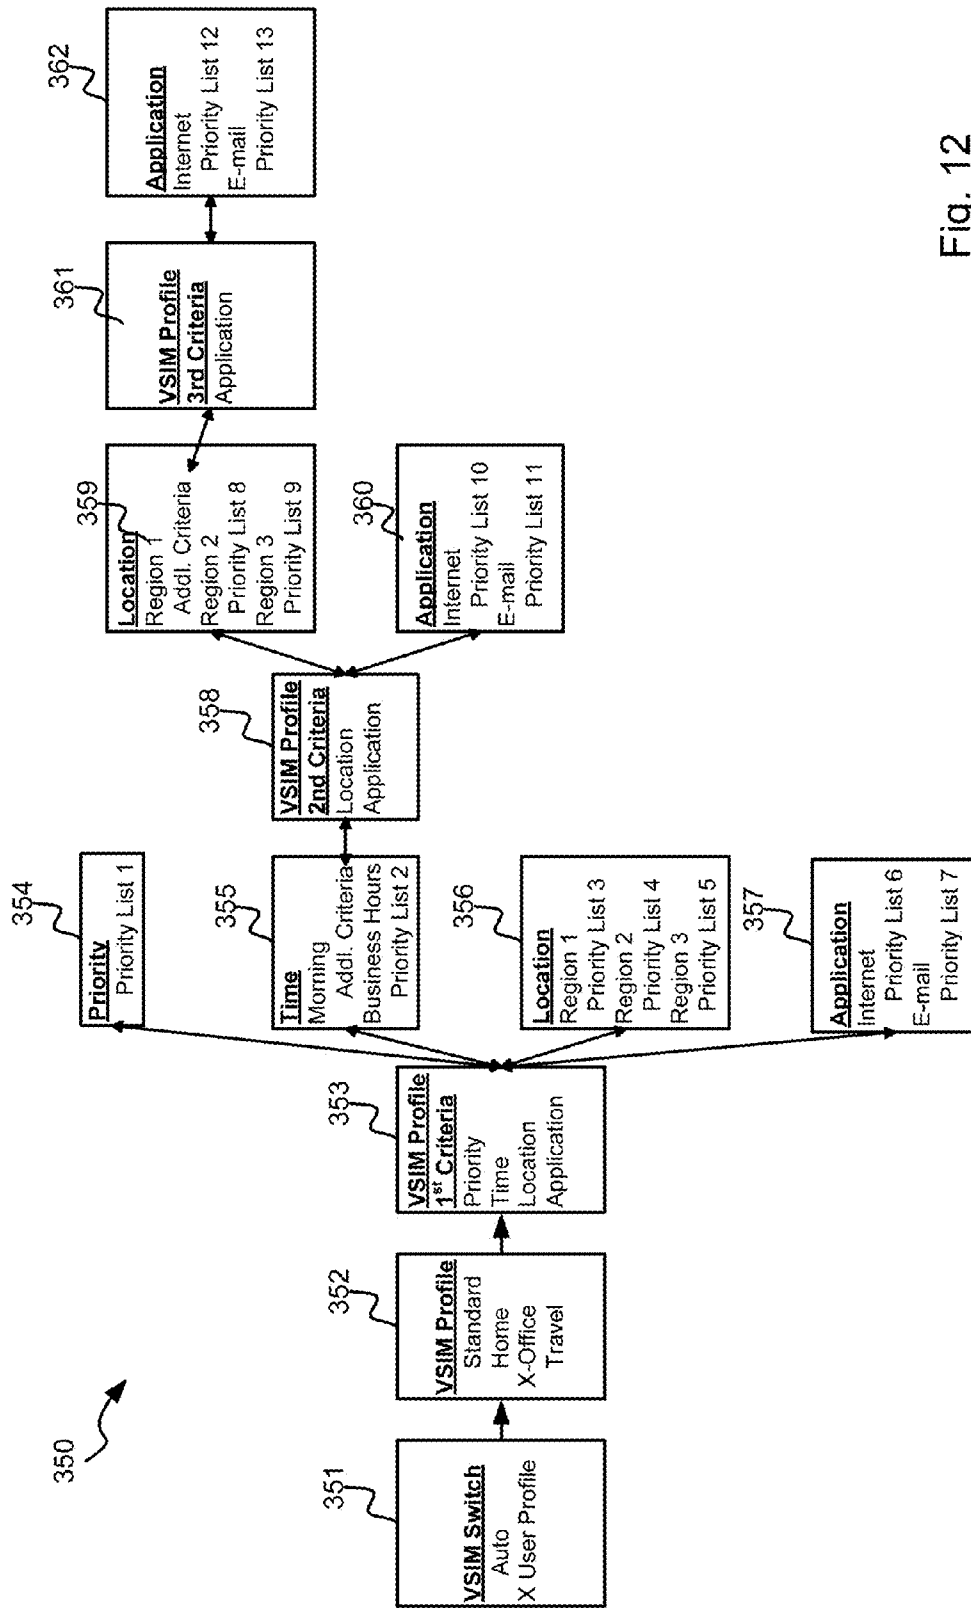 350
351
VSIM Switch
Auto
X User Profile
352
VSIM Profile
Standard
Home
X-Office
Travel
353
VSIM Profile
1st Criteria
Priority
Time
Location
Application
354
Priority
Priority List 1
355
Time
Morning
Addl. Criteria
Business Hours
Priority List 2
356
Location
Region 1
Priority List 3
Region 2
Priority List 4
Region 3
Priority List 5
357
Application
Internet
Priority List 6
E-mail
Priority List 7
358
VSIM Profile
2nd Criteria
Location
Application
359
Location
Region 1
Addl. Criteria
Region 2
Priority List 8
Region 3
Priority List 9
360
Application
Internet
Priority List 10
E-mail
Priority List 11
361
VSIM Profile
3rd Criteria
Application
362
Application
Internet
Priority List 12
E-mail
Priority List 13
Fig. 12